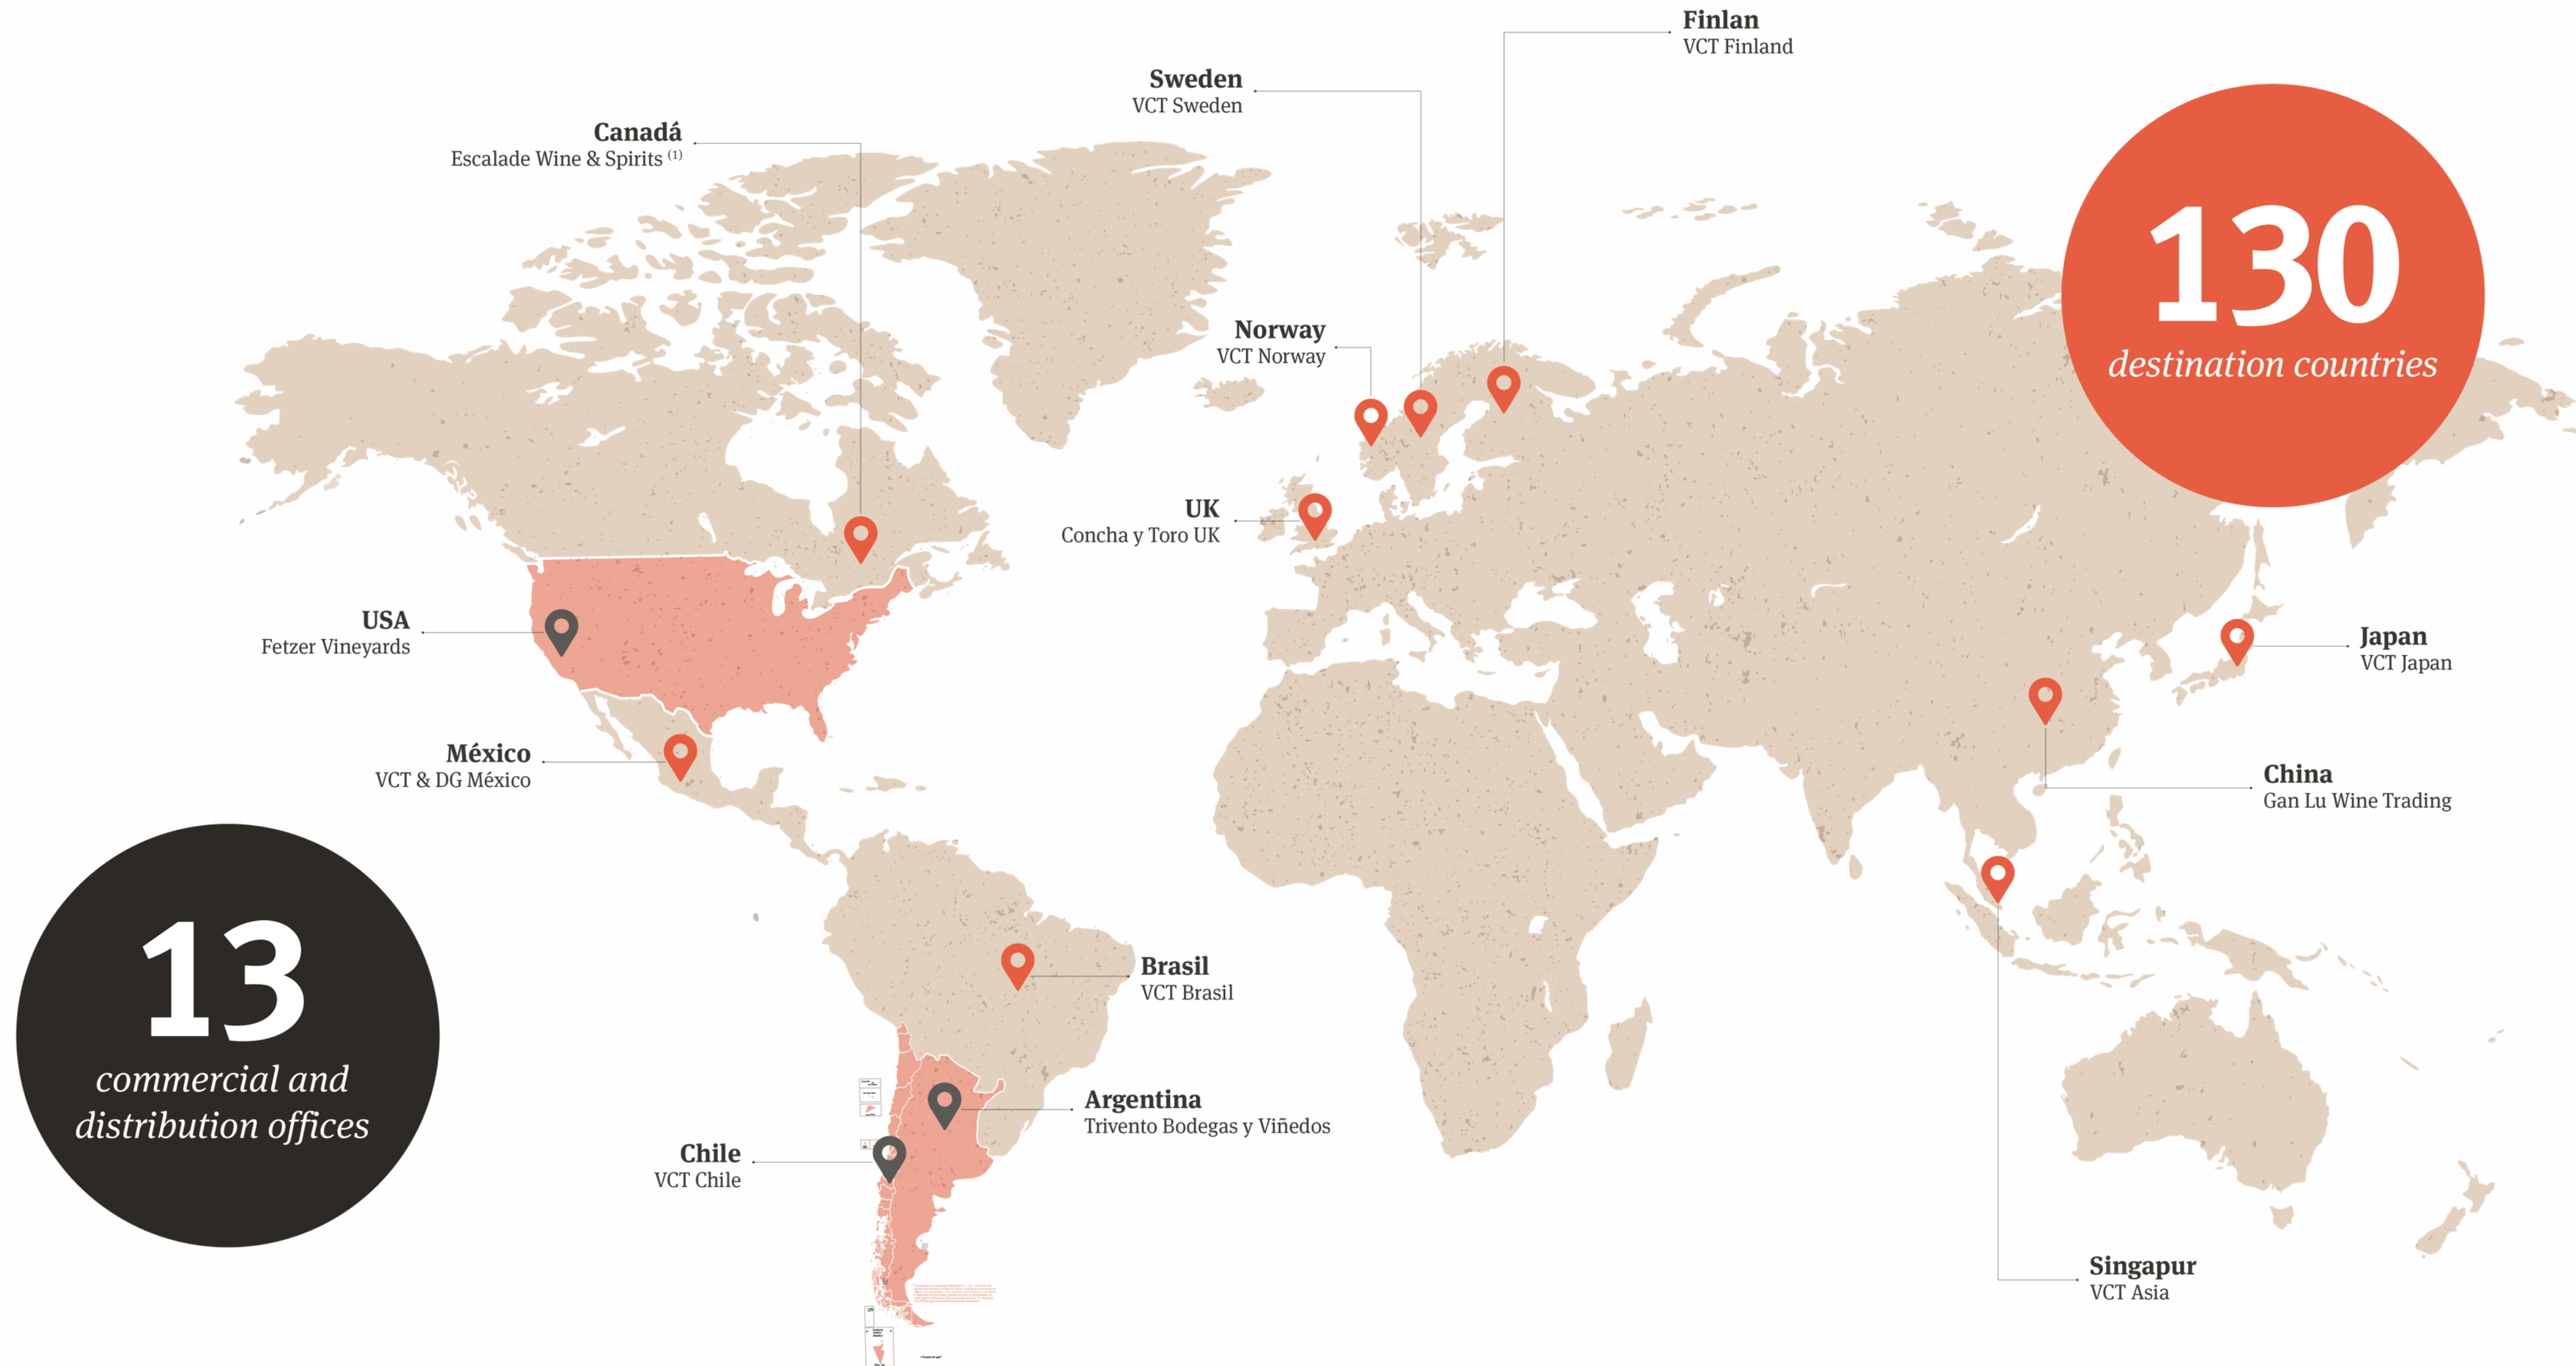 Finlan
VCT Finland
Sweden
VCT Sweden
Canadá
Escalade Wine & Spirits (1)
130
destination countries
Norway
VCT Norway
UK
Concha y Toro UK
USA
Fetzer Vineyards
Japan
VCT Japan
México
VCT & DG México
China
Gan Lu Wine Trading
13
commercial and
distribution offices
Brasil
VCT Brasil
Argentina
Trivento Bodegas y Viñedos
Chile
VCT Chile
Singapur
VCT Asia